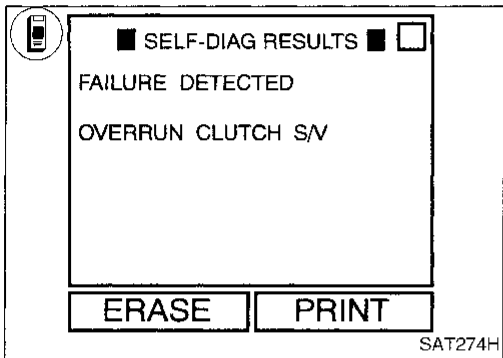 SELF-DIAG RESULTS
FAILURE DETECTED
OVERRUN CLUTCH S/V
ERASE PRINT
SAT274H